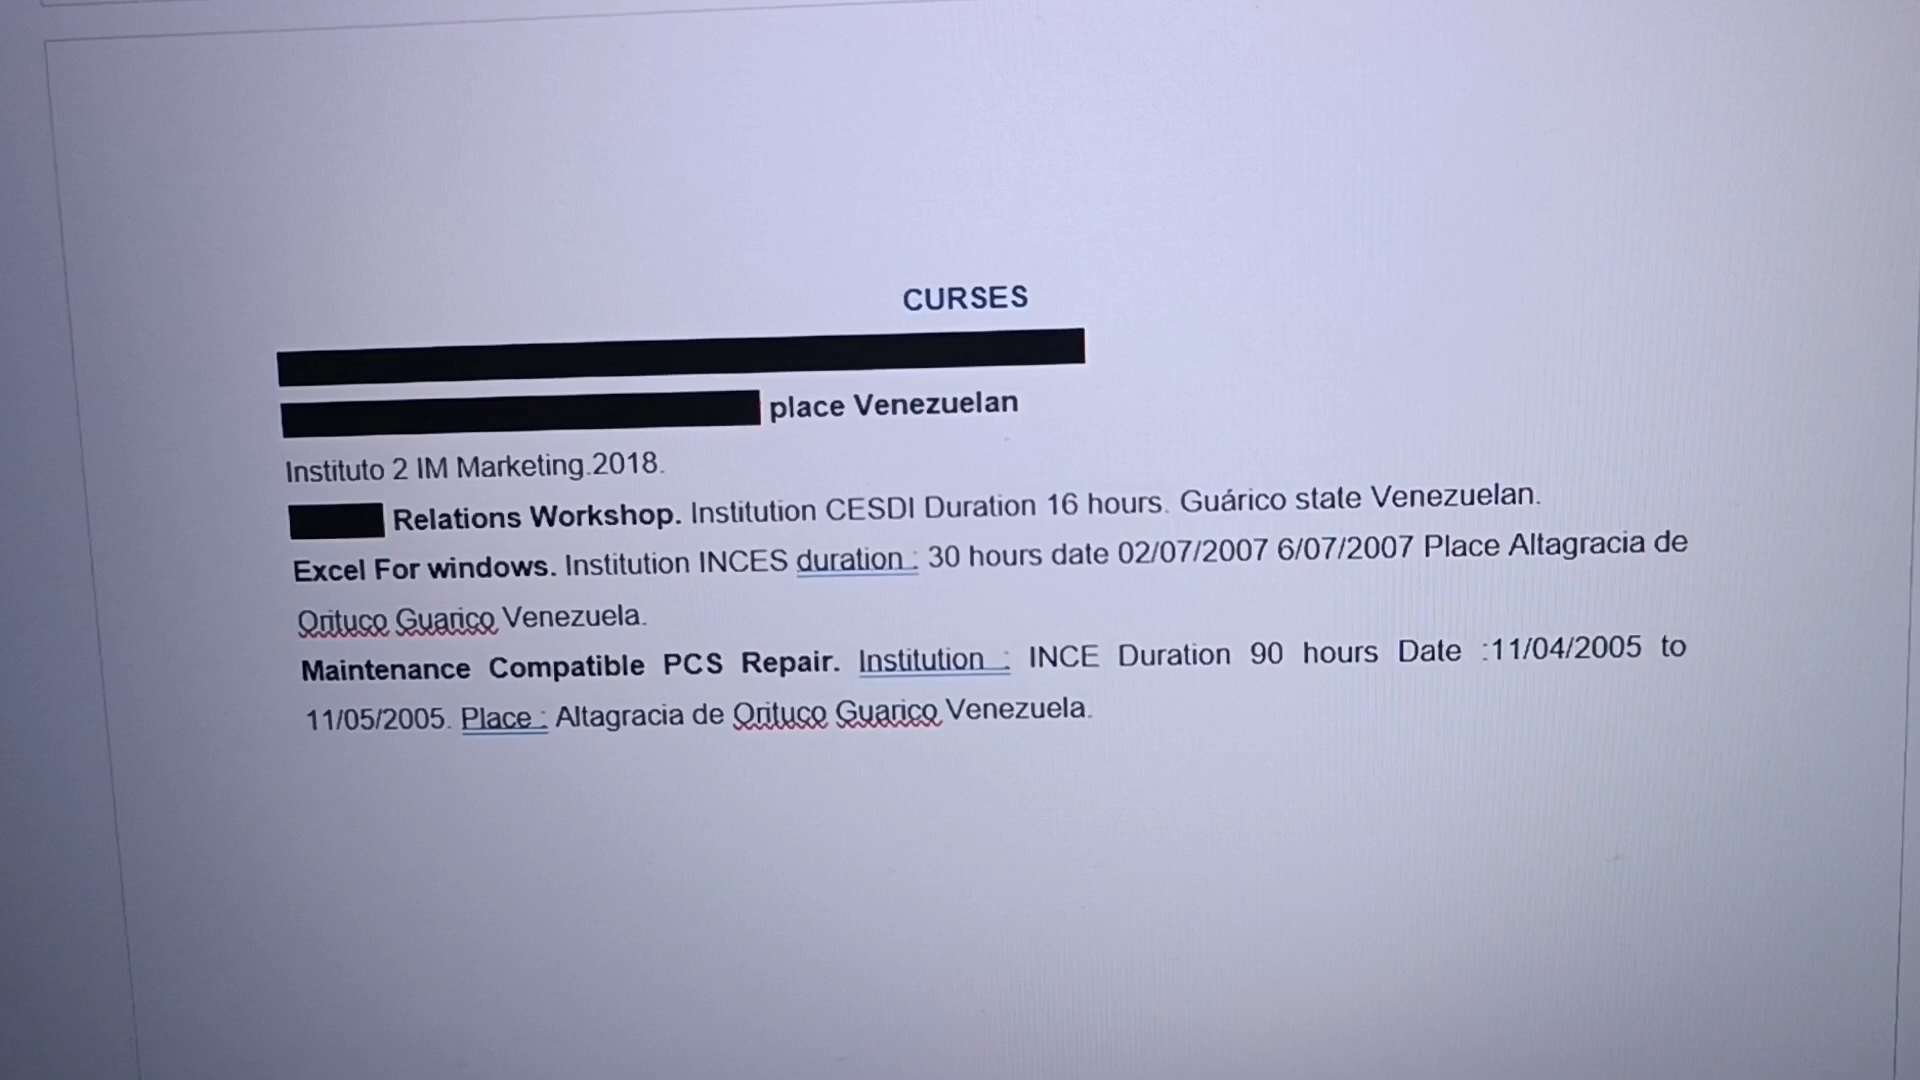 CURSES
place Venezuelan
Instituto 2 IM Marketing.2018.
Relations Workshop. Institution CESDI Duration 16 hours. Guárico state Venezuelan.
Excel For windows. Institution INCES duration : 30 hours date 02/07/2007 6/07/2007 Place Altagracia de
Orituco Guarico Venezuela.
Maintenance Compatible PCS Repair. Institution : INCE Duration 90 hours Date :11/04/2005 to
11/05/2005. Place : Altagracia de Orituco Guarico Venezuela.